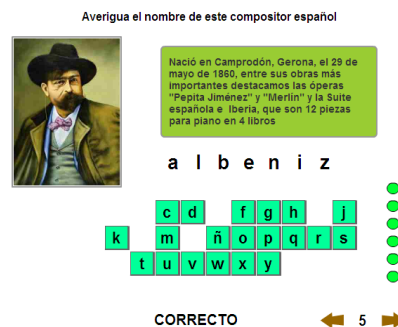 Averigua el nombre de este compositor español
Nació en Camprodón, Gerona, el 29 de
mayo de 1860, entre sus obras más
importantes destacamos las óperas
"Pepita Jiménez" y "Merlín" y la Suite
española e Iberia, que son 12 piezas
para piano en 4 libros
a l b e n i z
c d f g h j
k m ñ o p q r s
t u v w x y
CORRECTO 5